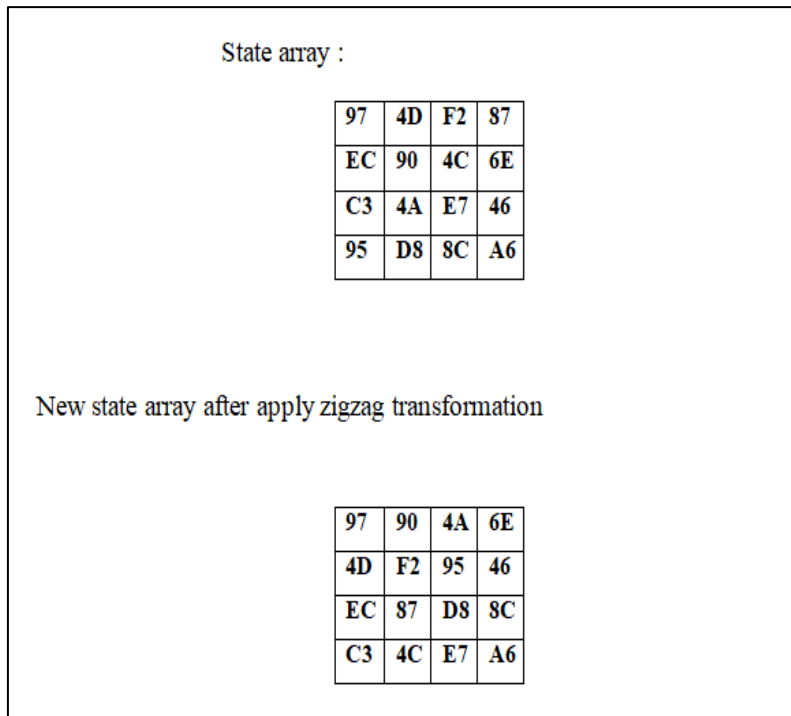 State array :
97 4D F2 87
EC 90 4C 6E
C3 4A E7 46
95 D8 8C A6
New state array after apply zigzag transformation
97 90 4A 6E
4D F2 95 46
EC 87 D8 8C
C3 4C E7 A6